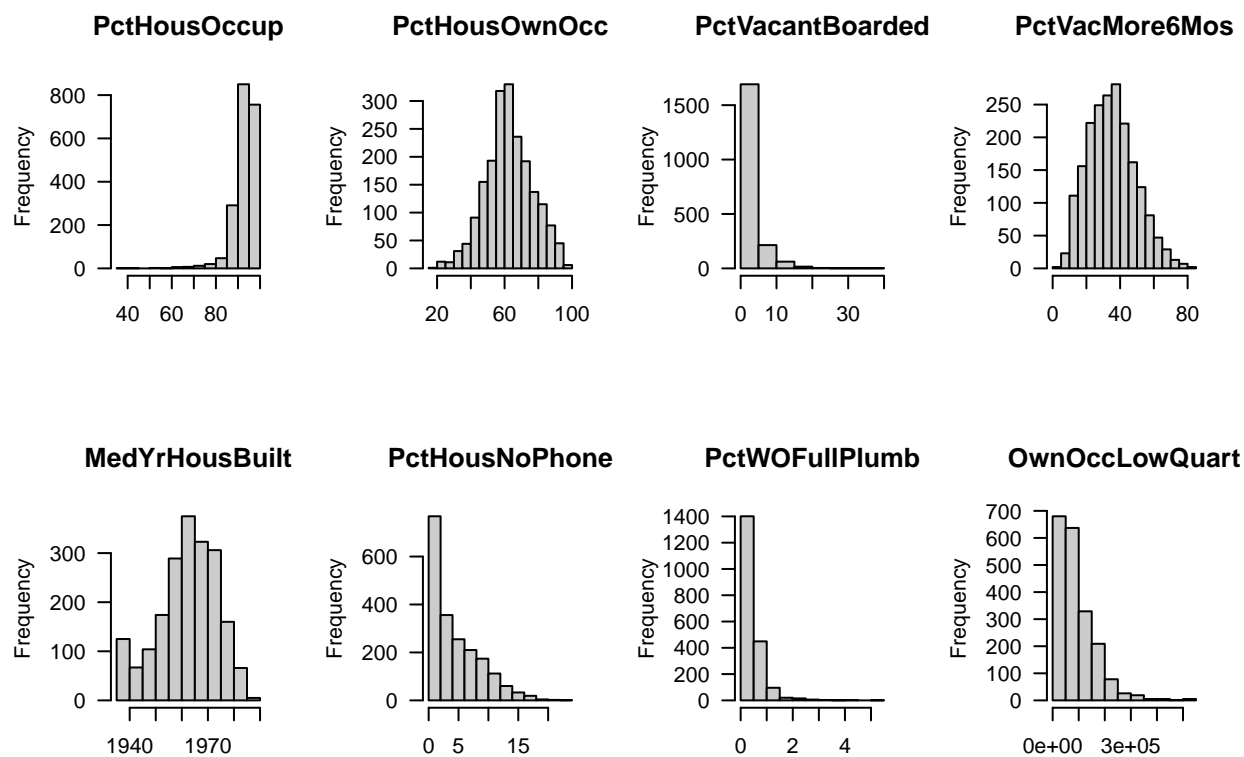 PctHousOccup
Frequency
0
200
400
600
800
40 60 80
PctHousOwnOcc
Frequency
0
50
100
150
200
250
300
20 60 100
PctVacantBoarded
Frequency
0
500
1000
1500
0 10 30
PctVacMore6Mos
Frequency
0
50
100
150
200
250
0 40 80
MedYrHousBuilt
Frequency
0
100
200
300
1940 1970
PctHousNoPhone
Frequency
0
200
400
600
0 5 15
PctWOFullPlumb
Frequency
0
200
400
600
800
1000
1200
1400
0 2 4
OwnOccLowQuart
Frequency
0
100
200
300
400
500
600
700
0e+00 3e+05